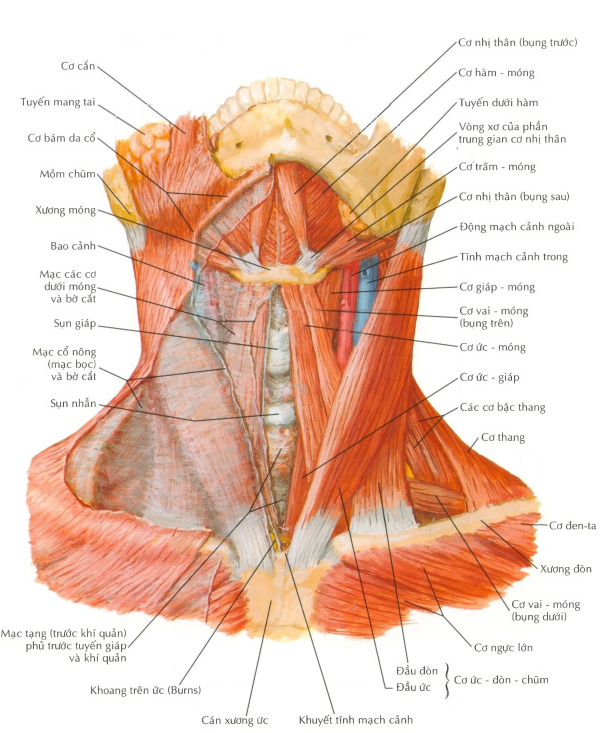 Cơ cắn
Tuyến mang tai
Cơ bám da cổ
Mỏm chũm
Xương móng
Bao cảnh
Mạc các cơ
dưới móng
và bờ cắt
Sụn giáp
Mạc cổ nông
(mạc bọc)
và bờ cắt
Sụn nhẫn
Mạc tạng (trước khí quản)
phủ trước tuyến giáp
và khí quản
Khoang trên ức (Burns)
Cán xương ức
Khuyết tĩnh mạch cảnh
Cơ nhị thân (bụng trước)
Cơ hàm - móng
Tuyến dưới hàm
Vòng xơ của phần
trung gian cơ nhị thân
Cơ trâm - móng
Cơ nhị thân (bụng sau)
Động mạch cảnh ngoài
Tĩnh mạch cảnh trong
Cơ giáp - móng
Cơ vai - móng
(bụng trên)
Cơ ức - móng
Cơ ức - giáp
Các cơ bậc thang
Cơ thang
Cơ đen-ta
Xương đòn
Cơ vai - móng
(bụng dưới)
Cơ ngực lớn
Đầu đòn
Đầu ức
Cơ ức - đòn - chũm